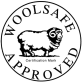 WOOLSAFE
Certification Mark
APPROVED